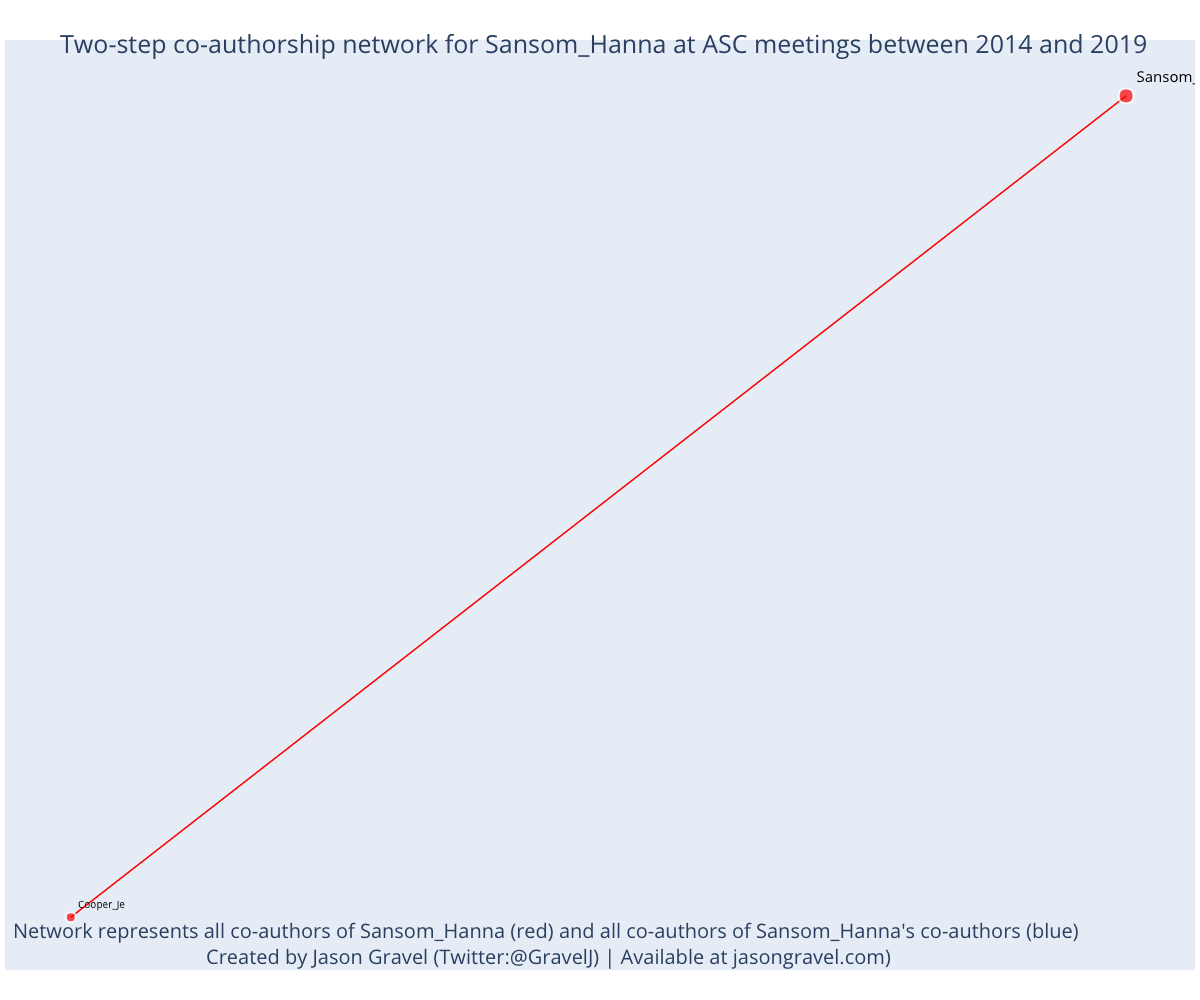 Two-step co-authorship network for Sansom_Hanna at ASC meetings between 2014 and 2019
Sansom_
Cooper_Je
Network represents all co-authors of Sansom_Hanna (red) and all co-authors of Sansom_Hanna's co-authors (blue)
Created by Jason Gravel (Twitter:@GravelJ) | Available at jasongravel.com)